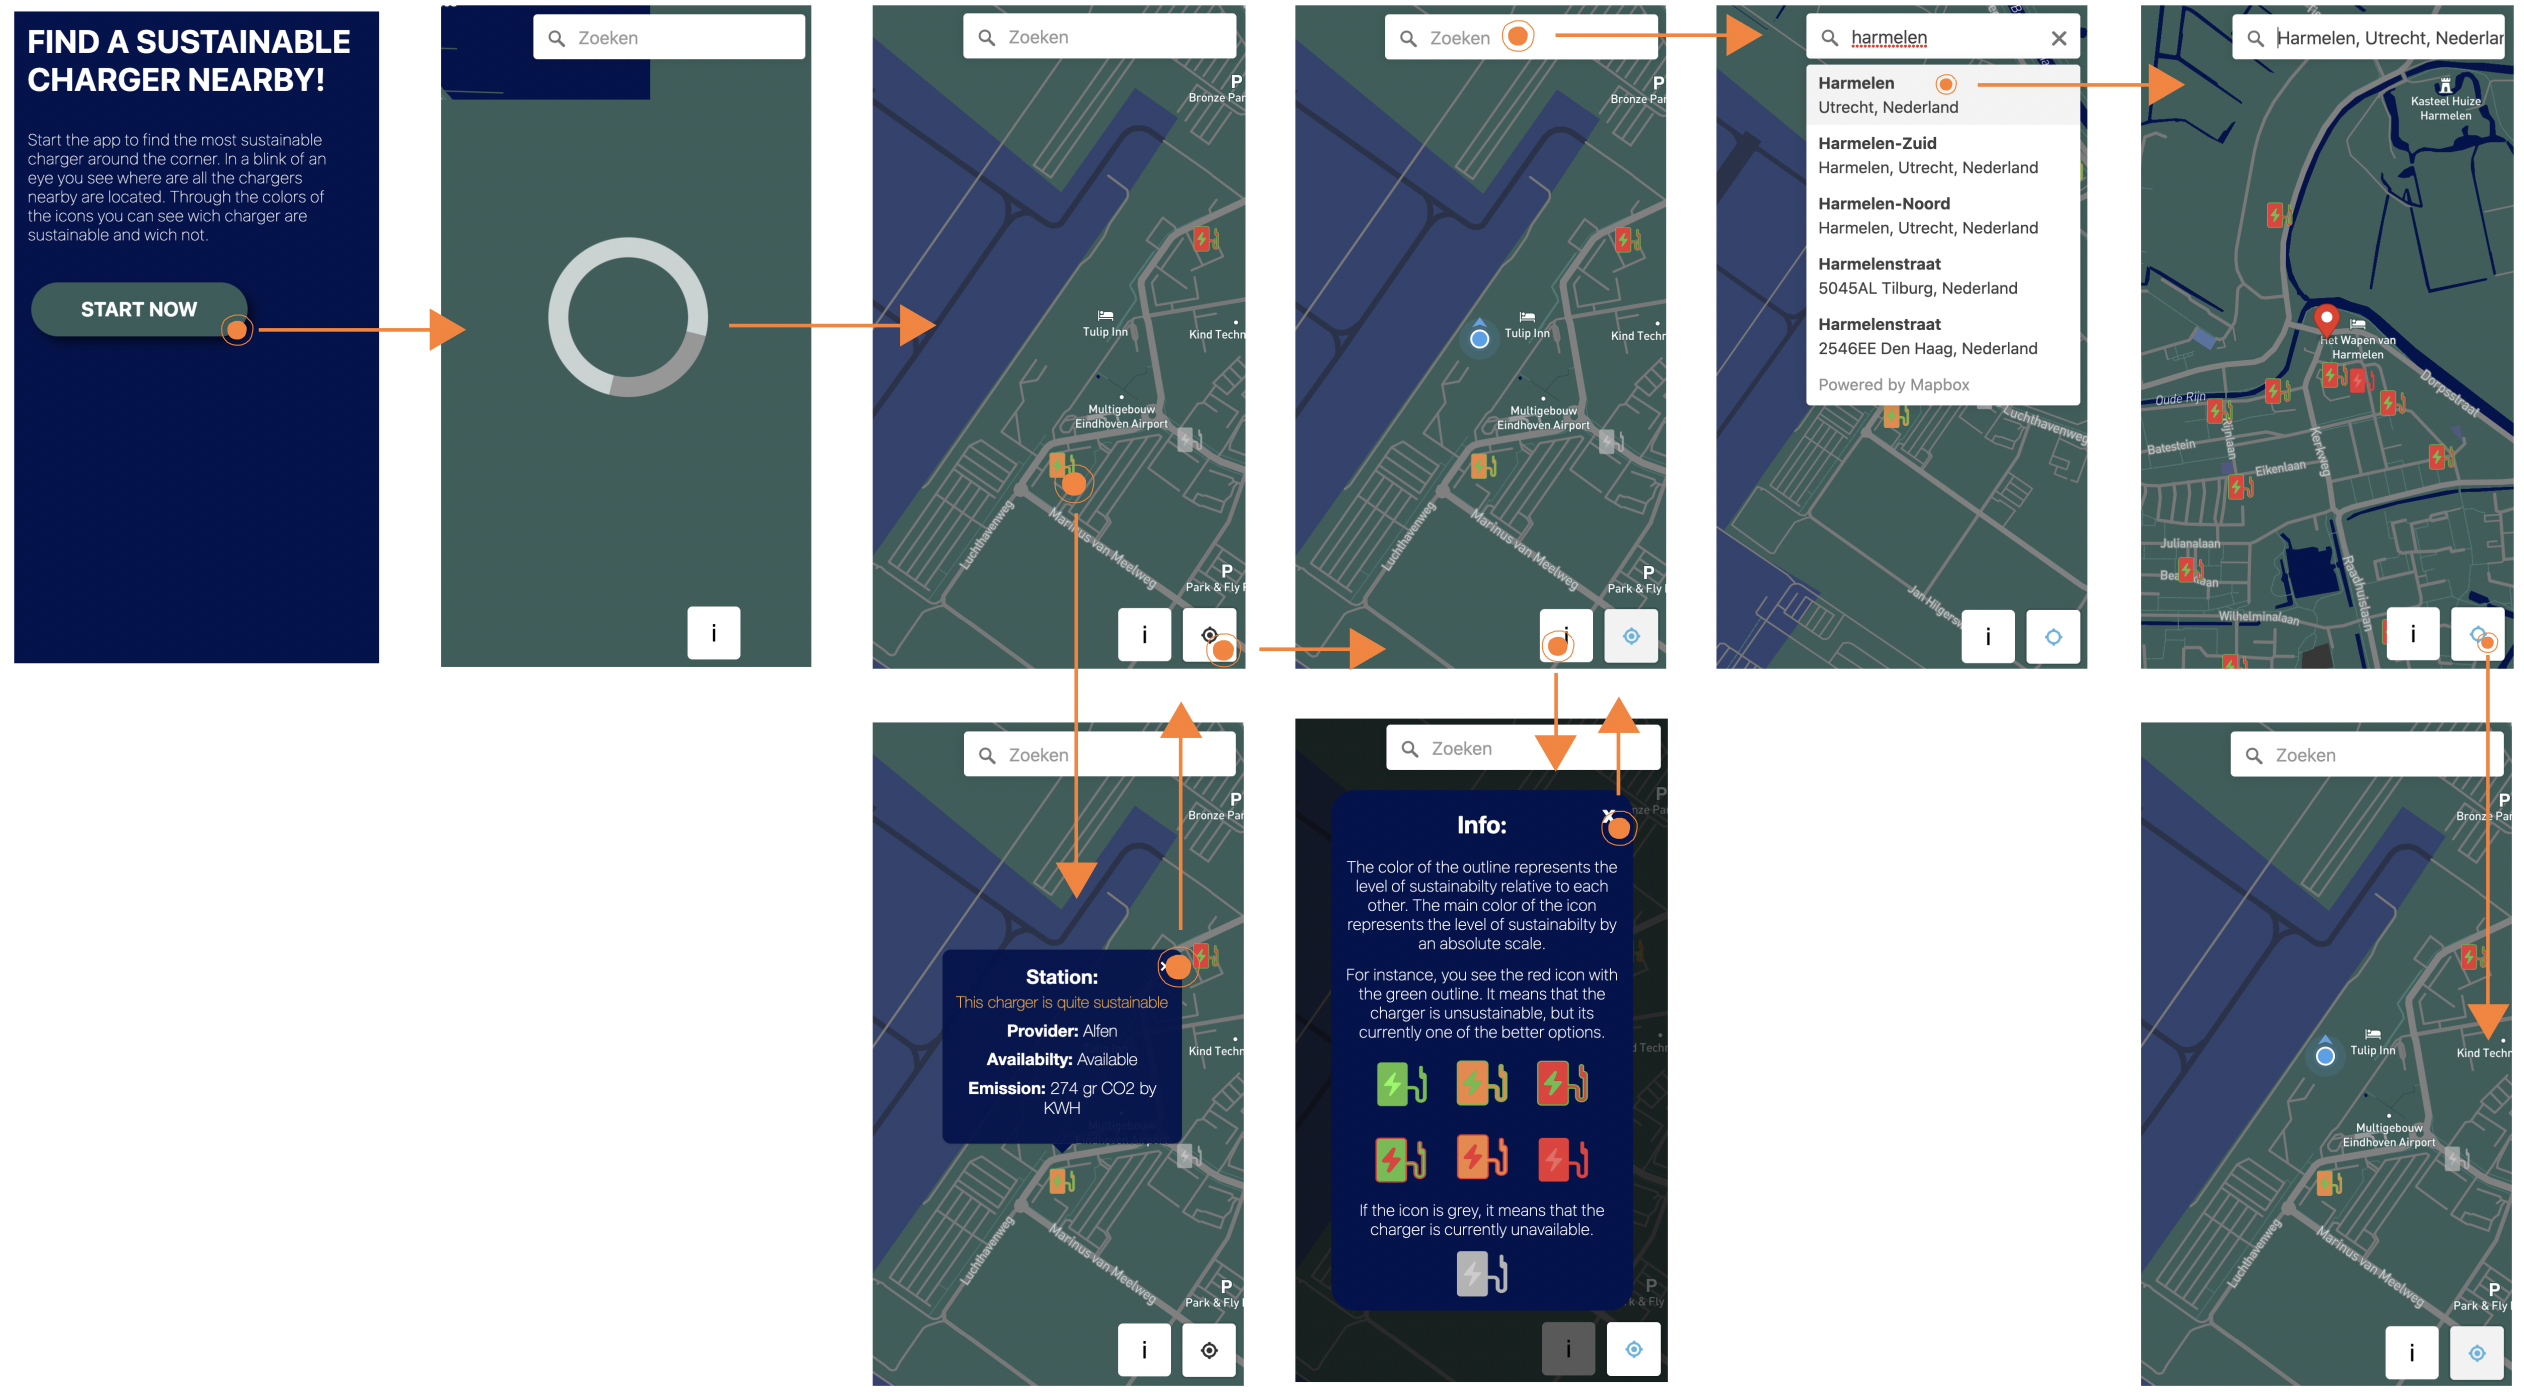 FIND A SUSTAINABLE
CHARGER NEARBY!
Start the app to find the most sustainable
charger around the corner. In a blink of an
eye you see where are all the chargers
nearby are located. Through the colors of
the icons you can see wich charger are
sustainable and wich not.
START NOW
Zoeken
i
Zoeken
P
Bronze Par
Tulip Inn
Kind Techn
Multigebouw
Eindhoven Airport
Luchthavenweg
Marinus van Meelweg
P
Park & Fly
i
Zoeken
P
Bronze Par
Tulip Inn
Kind Techr
Multigebouw
Eindhoven Airport
Luchthavenweg
Marinus van Meelweg
P
Park & Fly
i
harmelen
Harmelen
Utrecht, Nederland
Harmelen-Zuid
Harmelen, Utrecht, Nederland
Harmelen-Noord
Harmelen, Utrecht, Nederland
Harmelenstraat
5045AL Tilburg, Nederland
Harmelenstraat
2546EE Den Haag, Nederland
Powered by Mapbox
Luchthavenweg
Jan Hilgersw
i
Harmelen, Utrecht, Nederlan
Kasteel Huize
Harmelen
Het Wapen van
Harmelen
Dorpsstraat
Oude Rijn
Rijnlaan
Batestein
Kerkweg
Eikenlaan
Julianalaan
Raadhuislaan
Wilhelminalaan
i
Zoeken
P
Bronze Par
Station:
This charger is quite sustainable
Provider: Alfen
Availabilty: Available
Emission: 274 gr CO2 by
KWH
Kind Techr
Luchthavenweg
Marinus van Meelweg
P
Park & Fly
i
Zoeken
P
nze Par
Info:
x
The color of the outline represents the
level of sustainabilty relative to each
other. The main color of the icon
represents the level of sustainabilty by
an absolute scale.
For instance, you see the red icon with
the green outline. It means that the
charger is unsustainable, but its
currently one of the better options.
d Techr
If the icon is grey, it means that the
charger is currently unavailable.
P
k & Fly
i
Zoeken
P
Bronze Par
Tulip Inn
Kind Techr
Multigebouw
Eindhoven Airport
Luchthavenweg
Marinus van Meelweg
P
Park & Fly
i